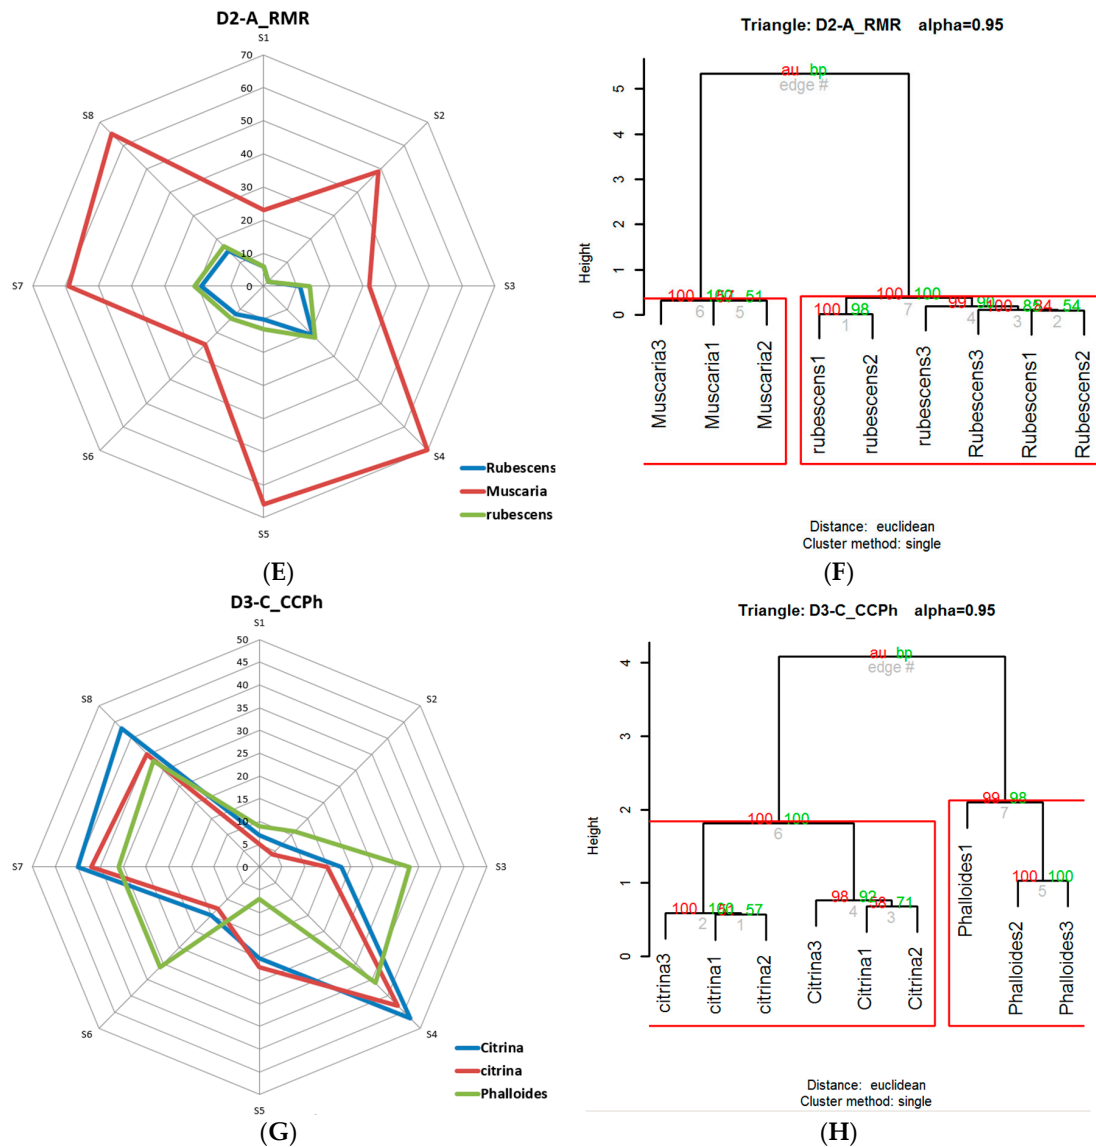 D2-A_RMR
S1
S2
S3
S4
S5
S6
S7
S8
70
60
50
40
30
20
10
0
Rubescens
Muscaria
rubescens
(E)
Triangle: D2-A_RMR alpha=0.95
Height
5
4
3
2
1
0
au bp
edge #
100 100
6
67 51
5
100 98
1
100 100
7
99 90
4
100 85
3
84 54
2
Muscaria3
Muscaria1
Muscaria2
rubescens1
rubescens2
rubescens3
Rubescens3
Rubescens1
Rubescens2
Distance: euclidean
Cluster method: single
(F)
D3-C_CCPh
S1
S2
S3
S4
S5
S6
S7
S8
50
45
40
35
30
25
20
15
10
5
0
Citrina
citrina
Phalloides
(G)
Triangle: D3-C_CCPh alpha=0.95
Height
4
3
2
1
0
au bp
edge #
100 100
6
99 98
7
100
2
57
1
98 92
4
58 71
3
100 100
5
citrina3
citrina1
citrina2
Citrina3
Citrina1
Citrina2
Phalloides1
Phalloides2
Phalloides3
Distance: euclidean
Cluster method: single
(H)